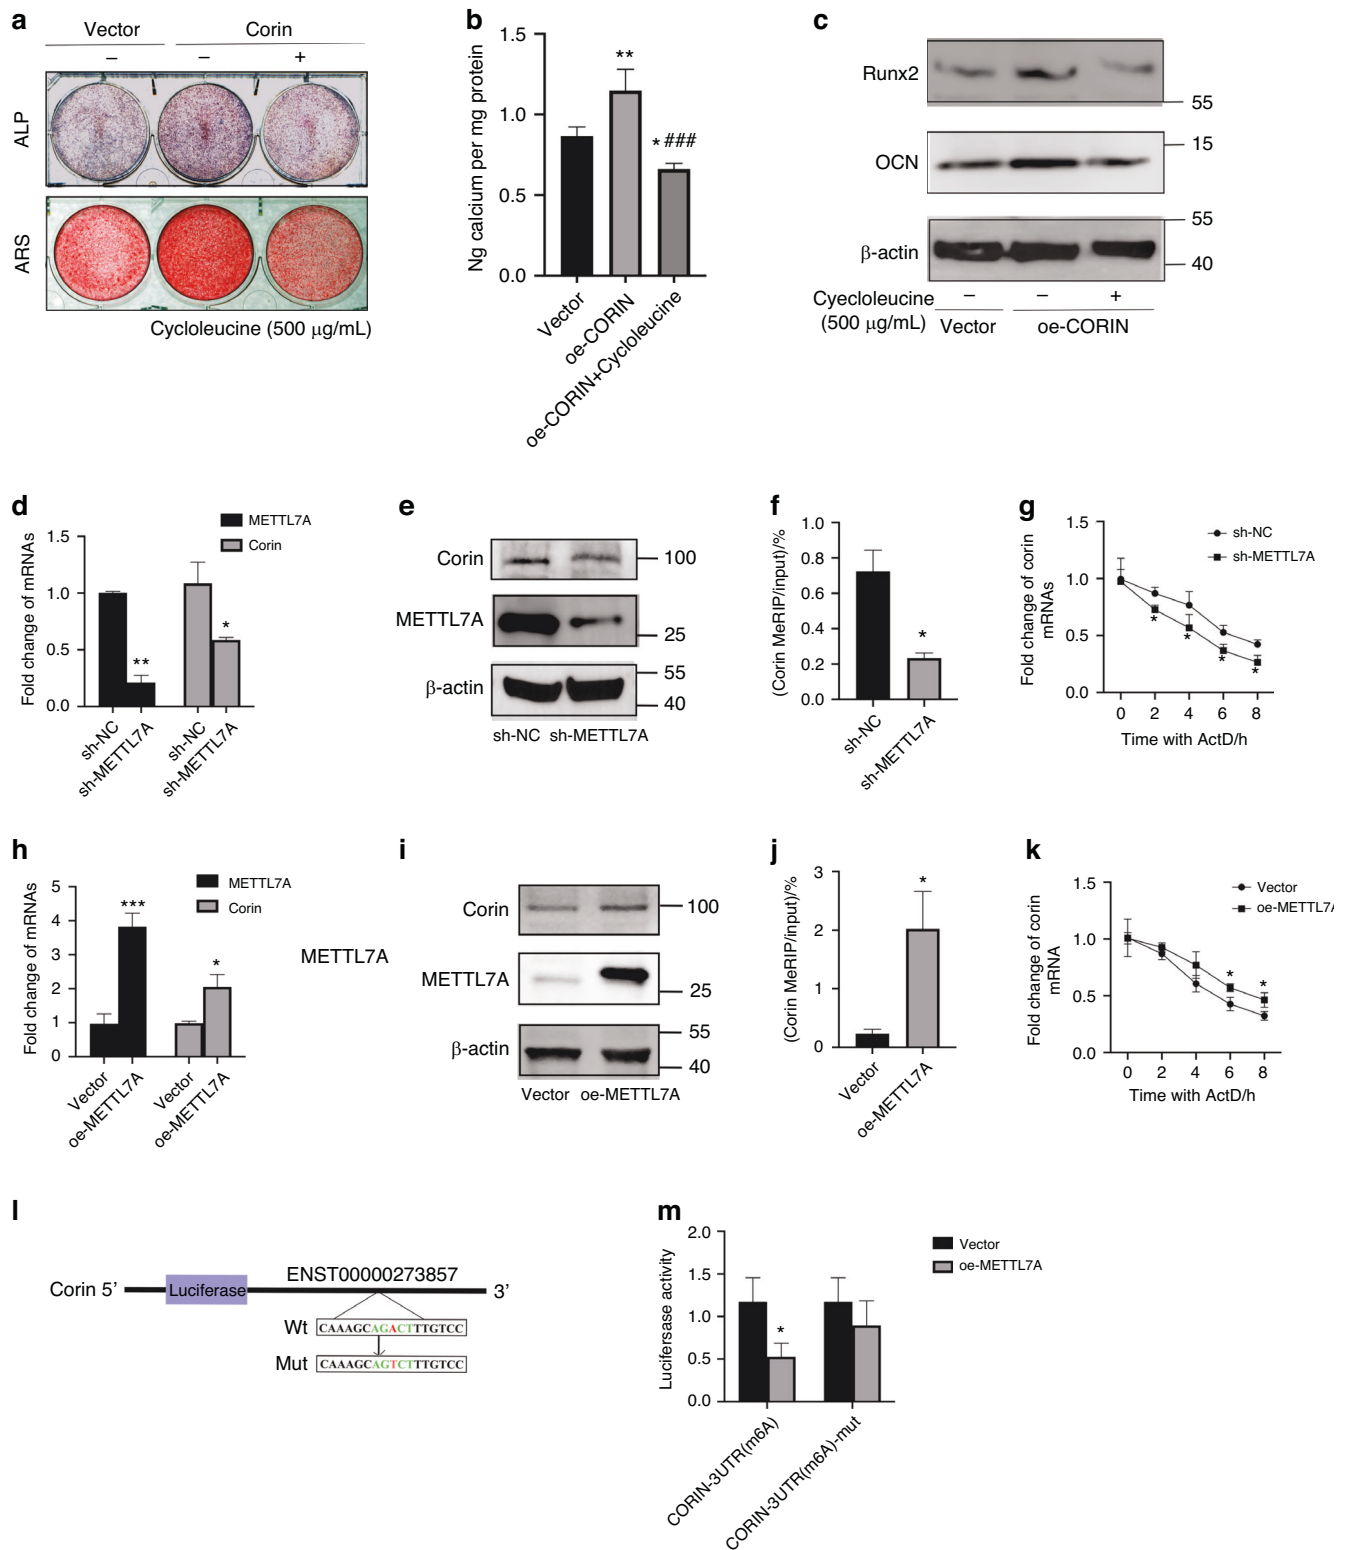 a
Vector
Corin
–
–
+
ALP
ARS
Cycloleucine (500 μg/mL)
b
Ng calcium per mg protein
1.5
1.0
0.5
0.0
**
* ###
Vector
oe-CORIN
oe-CORIN+Cycloleucine
c
Runx2
55
OCN
15
β-actin
55
40
Cyecloleucine
(500 μg/mL)
–
–
+
Vector
oe-CORIN
d
METTL7A
Corin
Fold change of mRNAs
1.5
1.0
0.5
0.0
**
*
sh-NC
sh-METTL7A
sh-NC
sh-METTL7A
e
Corin
100
METTL7A
25
β-actin
55
40
sh-NC sh-METTL7A
f
(Corin MeRIP/input)/%
1.0
0.8
0.6
0.4
0.2
0.0
*
sh-NC
sh-METTL7A
g
Fold change of corin
mRNAs
1.5
1.0
0.5
0.0
sh-NC
sh-METTL7A
*
*
*
*
0 2 4 6 8
Time with ActD/h
h
METTL7A
Corin
Fold change of mRNAs
5
4
3
2
1
0
***
*
Vector
oe-METTL7A
Vector
oe-METTL7A
METTL7A
i
Corin
100
METTL7A
25
β-actin
55
40
Vector oe-METTL7A
j
(Corin MeRIP/input)/%
3
2
1
0
*
Vector
oe-METTL7A
k
Fold change of corin
mRNA
1.5
1.0
0.5
0.0
Vector
oe-METTL7A
*
*
0 2 4 6 8
Time with ActD/h
l
Corin 5’
Luciferase
ENST00000273857
3’
Wt
CAAAGCAGACTTTGTCC
Mut
CAAAGCAGTCTTTGTCC
m
Lucifersase activity
2.0
1.5
1.0
0.5
0.0
Vector
oe-METTL7A
*
CORIN-3UTR(m6A)
CORIN-3UTR(m6A)-mut